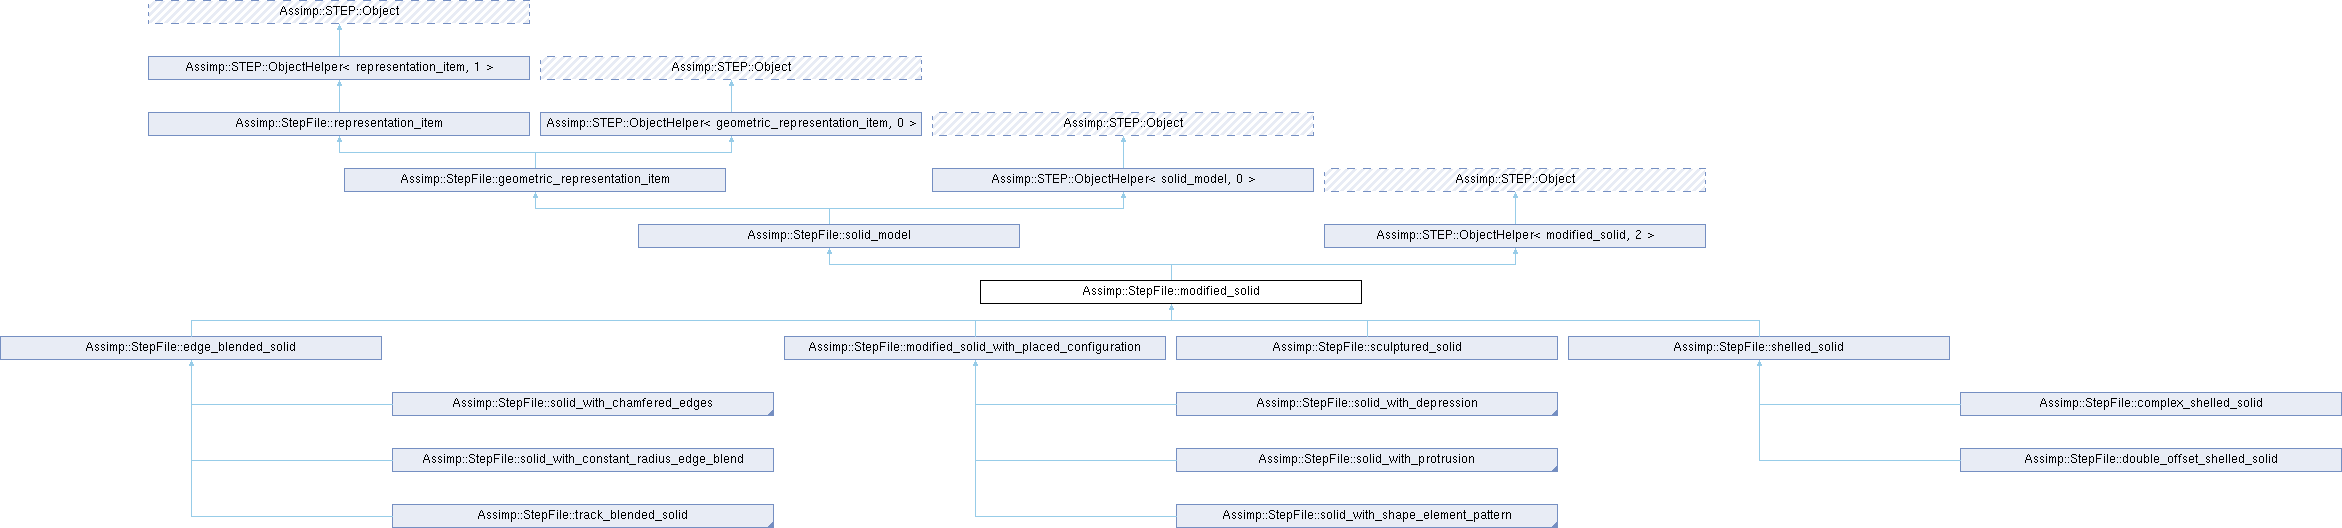 Assimp::STEP::Object
Assimp::STEP::ObjectHelper< representation_item, 1 >
Assimp::STEP::Object
Assimp::StepFile::representation_item
Assimp::STEP::ObjectHelper< geometric_representation_item, 0 >
Assimp::STEP::Object
Assimp::StepFile::geometric_representation_item
Assimp::STEP::ObjectHelper< solid_model, 0 >
Assimp::STEP::Object
Assimp::StepFile::solid_model
Assimp::STEP::ObjectHelper< modified_solid, 2 >
Assimp::StepFile::modified_solid
Assimp::StepFile::edge_blended_solid
Assimp::StepFile::modified_solid_with_placed_configuration
Assimp::StepFile::sculptured_solid
Assimp::StepFile::shelled_solid
Assimp::StepFile::solid_with_chamfered_edges
Assimp::StepFile::solid_with_depression
Assimp::StepFile::complex_shelled_solid
Assimp::StepFile::solid_with_constant_radius_edge_blend
Assimp::StepFile::solid_with_protrusion
Assimp::StepFile::double_offset_shelled_solid
Assimp::StepFile::track_blended_solid
Assimp::StepFile::solid_with_shape_element_pattern